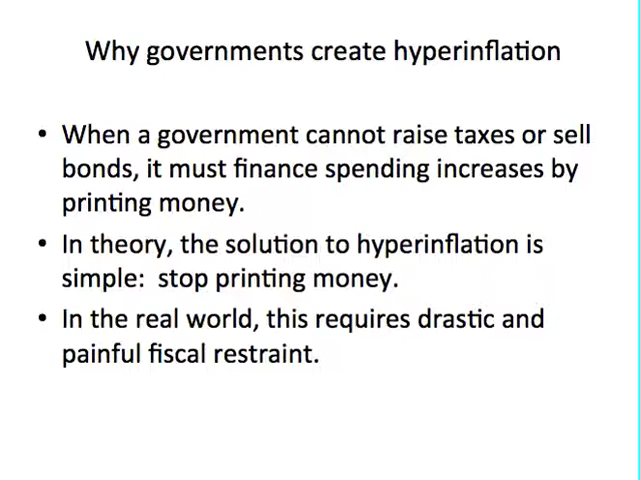 Why governments create hyperinflation
• When a government cannot raise taxes or sell
bonds, it must finance spending increases by
printing money.
• In theory, the solution to hyperinflation is
simple:  stop printing money.
• In the real world, this requires drastic and
painful fiscal restraint.